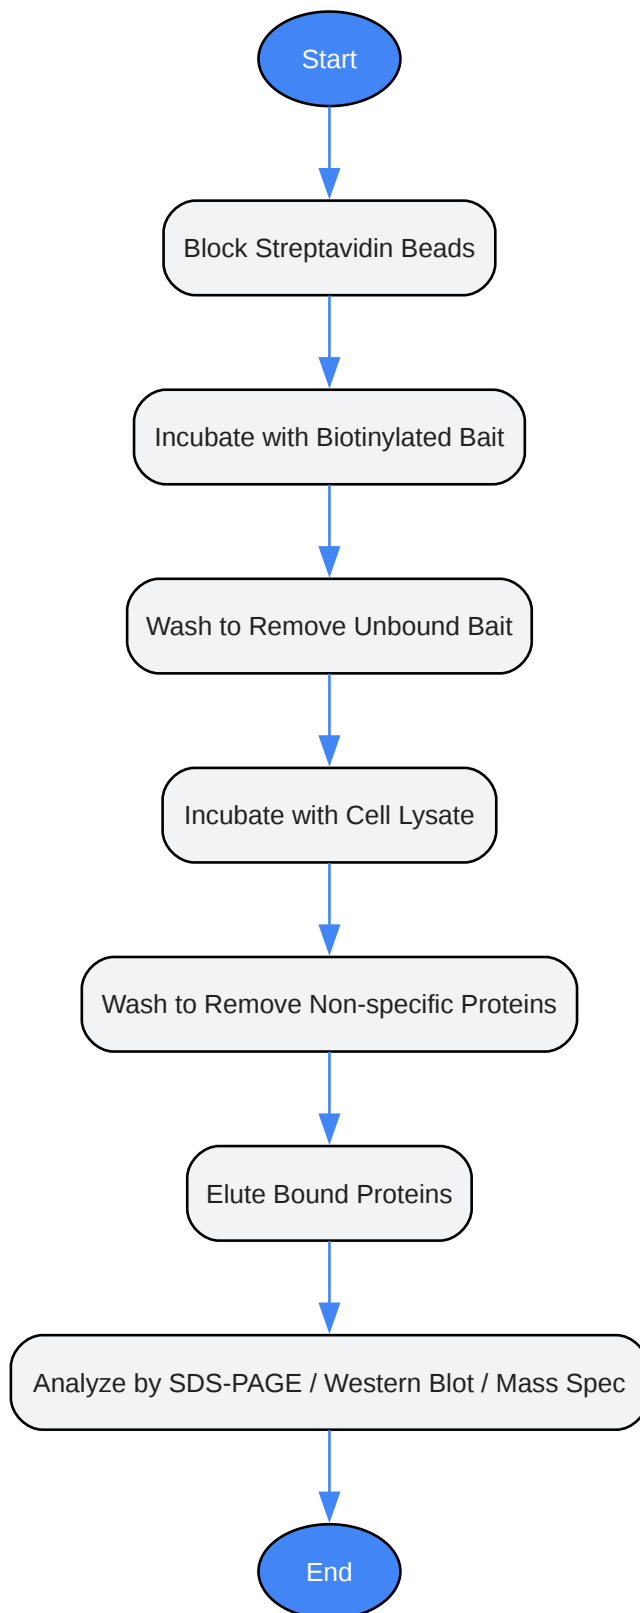 Start
Block Streptavidin Beads
Incubate with Biotinylated Bait
Wash to Remove Unbound Bait
Incubate with Cell Lysate
Wash to Remove Non-specific Proteins
Elute Bound Proteins
Analyze by SDS-PAGE / Western Blot / Mass Spec
End